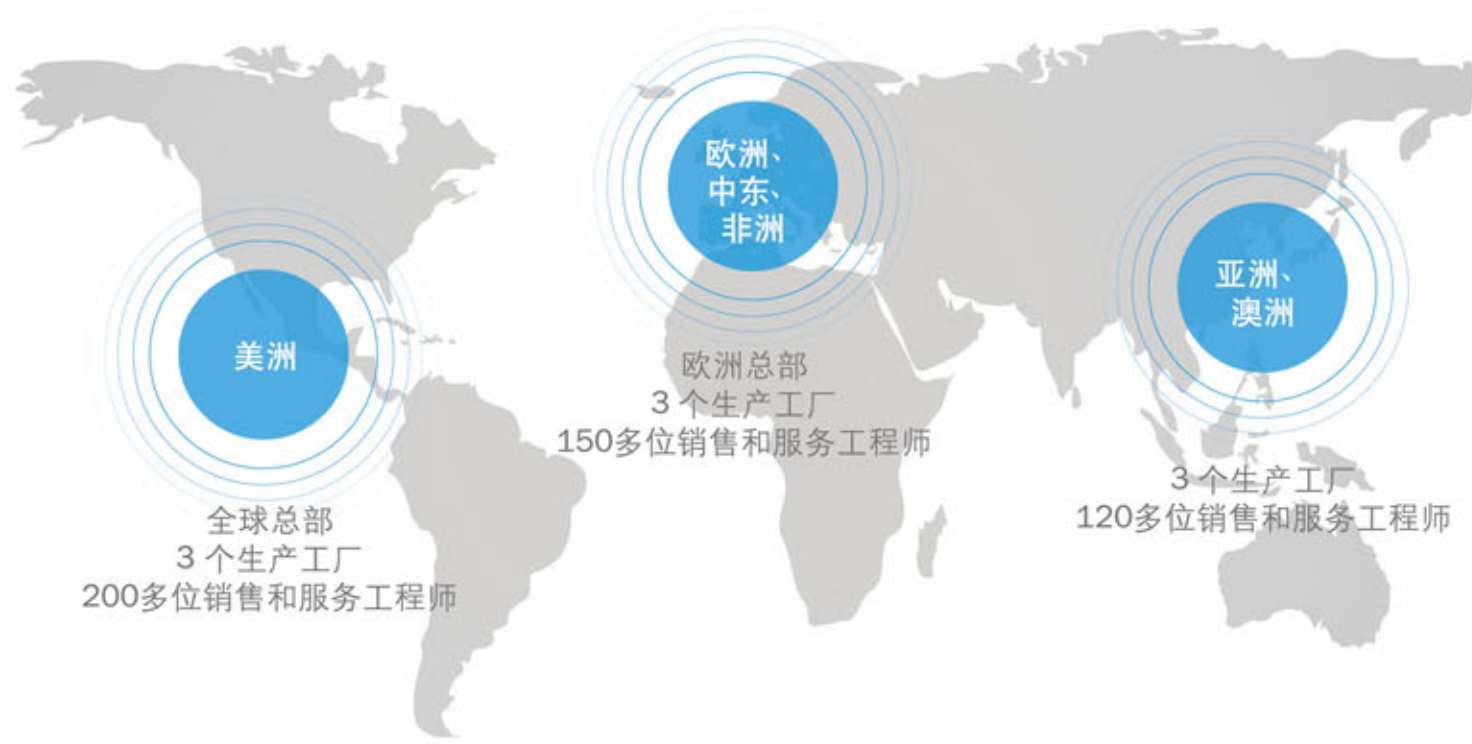 美洲
全球总部
3 个生产工厂
200多位销售和服务工程师
欧洲、
中东、
非洲
欧洲总部
3 个生产工厂
150多位销售和服务工程师
亚洲、
澳洲
3 个生产工厂
120多位销售和服务工程师